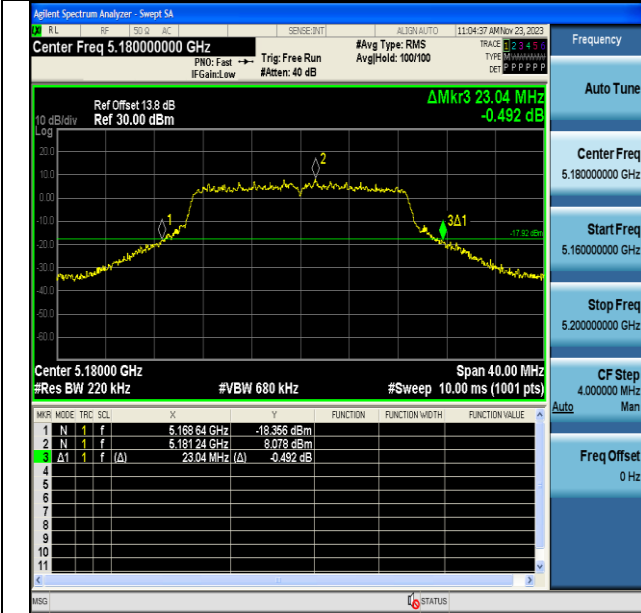 Agilent Spectrum Analyzer - Swept SA
RL RF 50 Ω AC SENSE:INT ALIGN AUTO 11:04:37 AM Nov 23, 2023
Center Freq 5.180000000 GHz #Avg Type: RMS TRACE 1 2 3 4 5 6
PNO: Fast Trig: Free Run Avg|Hold: 100/100 TYPE M
IFGain:Low #Atten: 40 dB DET P P P P P P
ΔMkr3 23.04 MHz
-0.492 dB
Ref Offset 13.8 dB
10 dB/div Ref 30.00 dBm
Log
20.0
10.0
0.00
-10.0
-20.0
-30.0
-40.0
-50.0
-60.0
1
2
3Δ1
-17.92 dBm
Center 5.18000 GHz Span 40.00 MHz
#Res BW 220 kHz #VBW 680 kHz #Sweep 10.00 ms (1001 pts)
MKR MODE TRC SCL X Y FUNCTION FUNCTION WIDTH FUNCTION VALUE
1 N 1 f 5.168 64 GHz -18.356 dBm
2 N 1 f 5.181 24 GHz 8.078 dBm
3 Δ1 1 f (Δ) 23.04 MHz (Δ) -0.492 dB
4
5
6
7
8
9
10
11
MSG STATUS
Frequency
Auto Tune
Center Freq
5.180000000 GHz
Start Freq
5.160000000 GHz
Stop Freq
5.200000000 GHz
CF Step
4.000000 MHz
Auto Man
Freq Offset
0 Hz